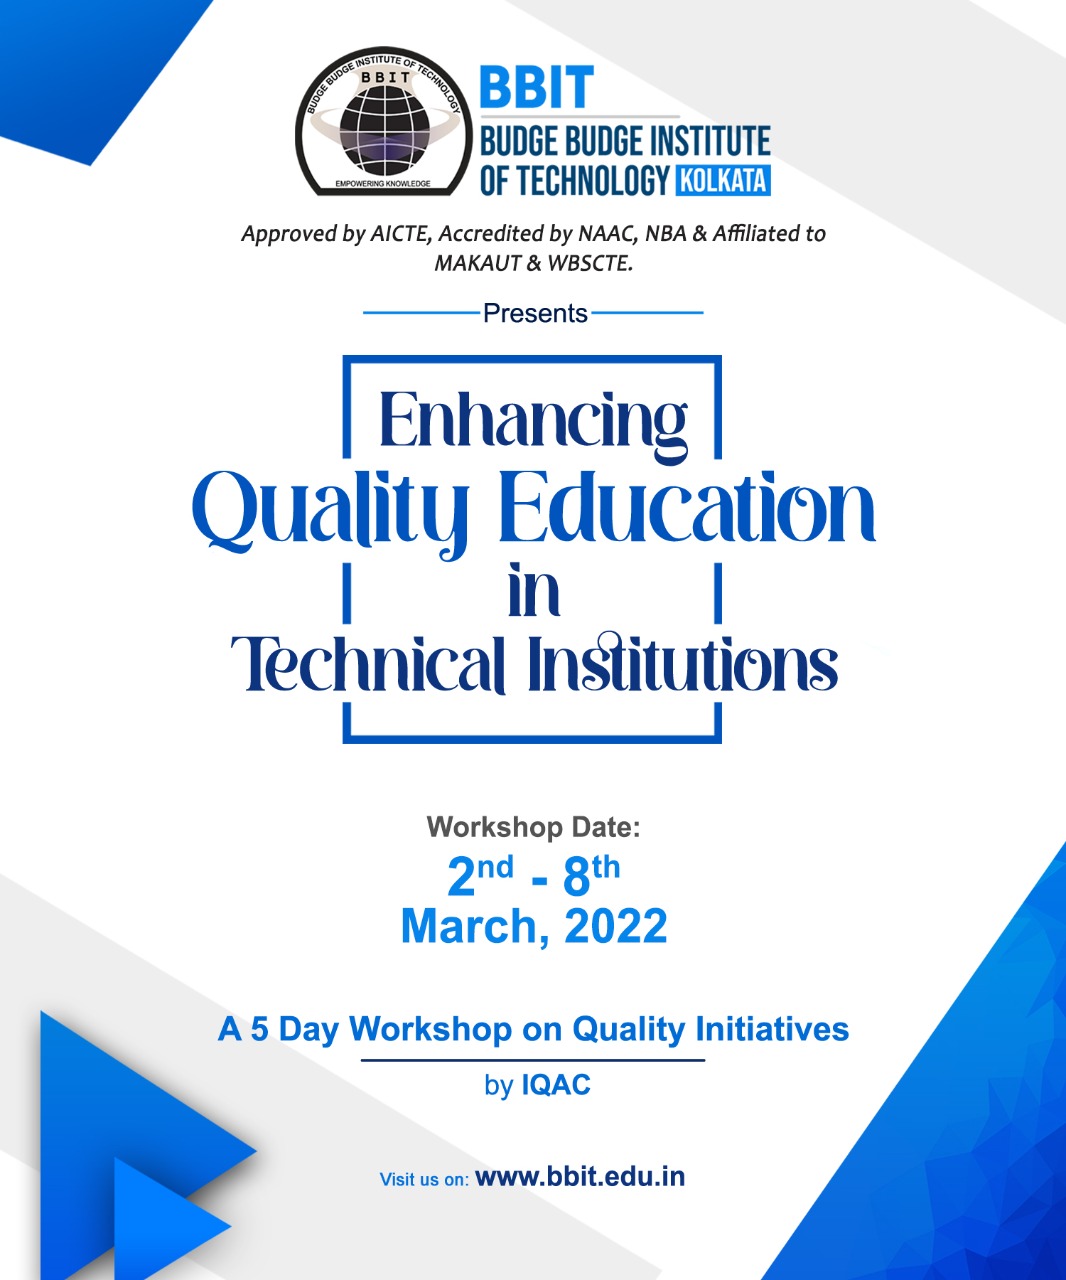 BUDGE BUDGE INSTITUTE OF TECHNOLOGY
BBIT
EMPOWERING KNOWLEDGE
BBIT
BUDGE BUDGE INSTITUTE
OF TECHNOLOGY KOLKATA
Approved by AICTE, Accredited by NAAC, NBA & Affiliated to
MAKAUT & WBSCTE.
Presents
Enhancing
Quality Education
in
Technical Institutions
Workshop Date:
2nd - 8th
March, 2022
A 5 Day Workshop on Quality Initiatives
by IQAC
Visit us on: www.bbit.edu.in